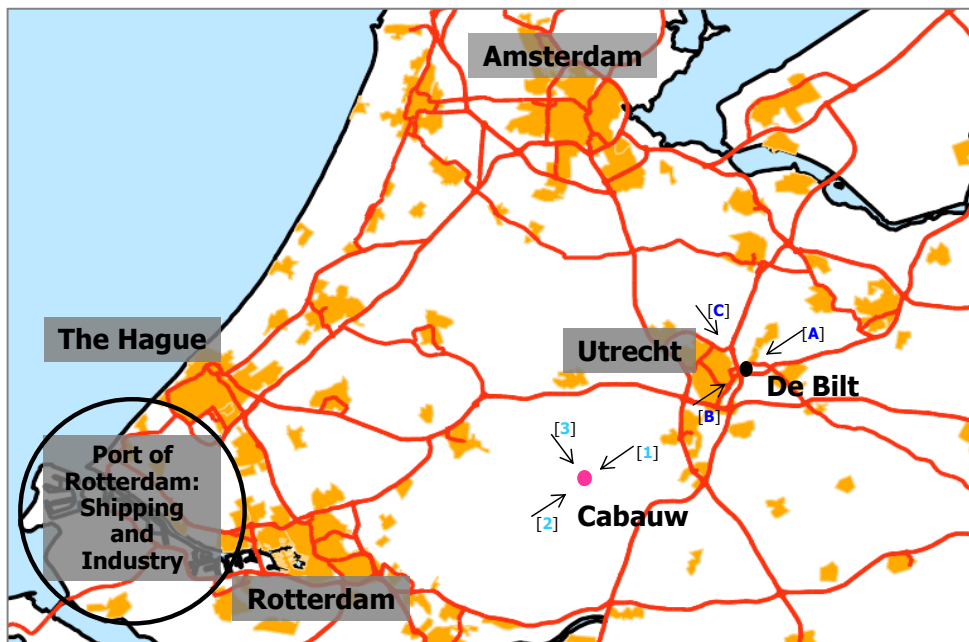 Amsterdam
The Hague
[C]
[A]
Utrecht
De Bilt
[B]
[3]
[1]
Port of
Rotterdam:
Shipping
and
Industry
Cabauw
[2]
Rotterdam